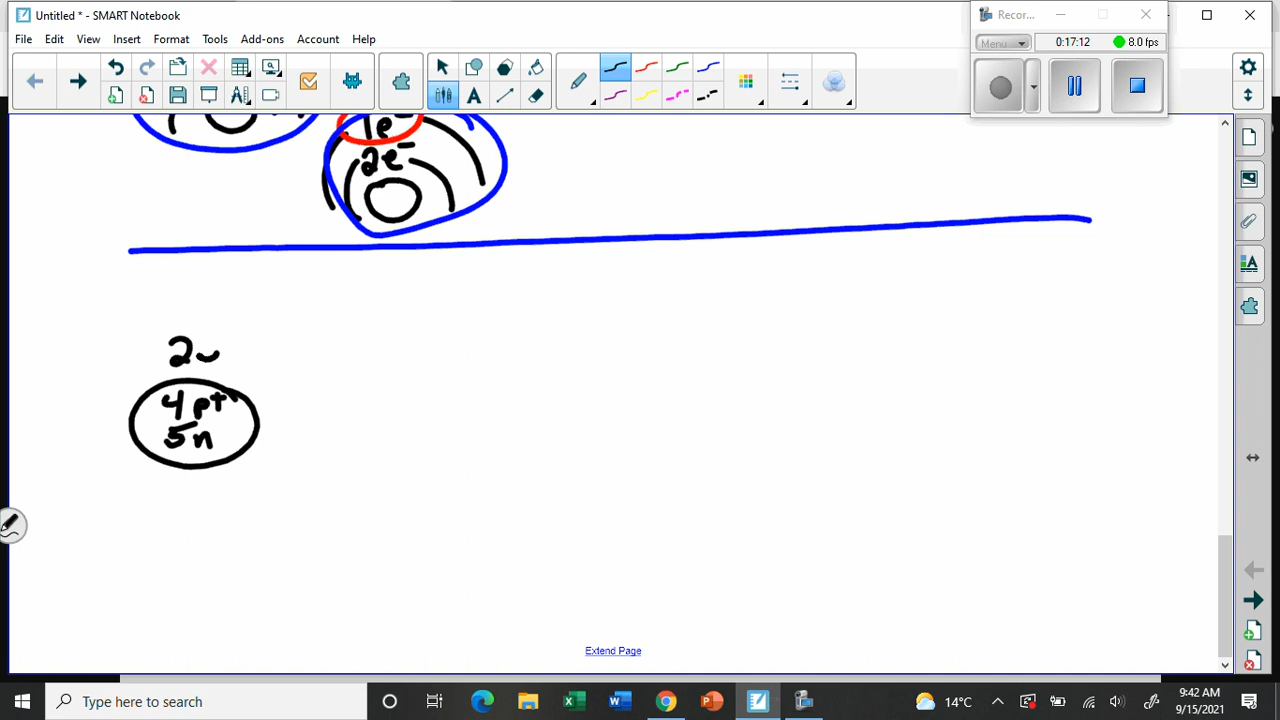 Untitled * - SMART Notebook
Recor...
File Edit View Insert Format Tools Add-ons Account Help
Menu
0:17:12
8.0 fps
1e⁻
2e⁻
2
4p⁺
5n
Extend Page
Type here to search
14°C
9:42 AM
9/15/2021